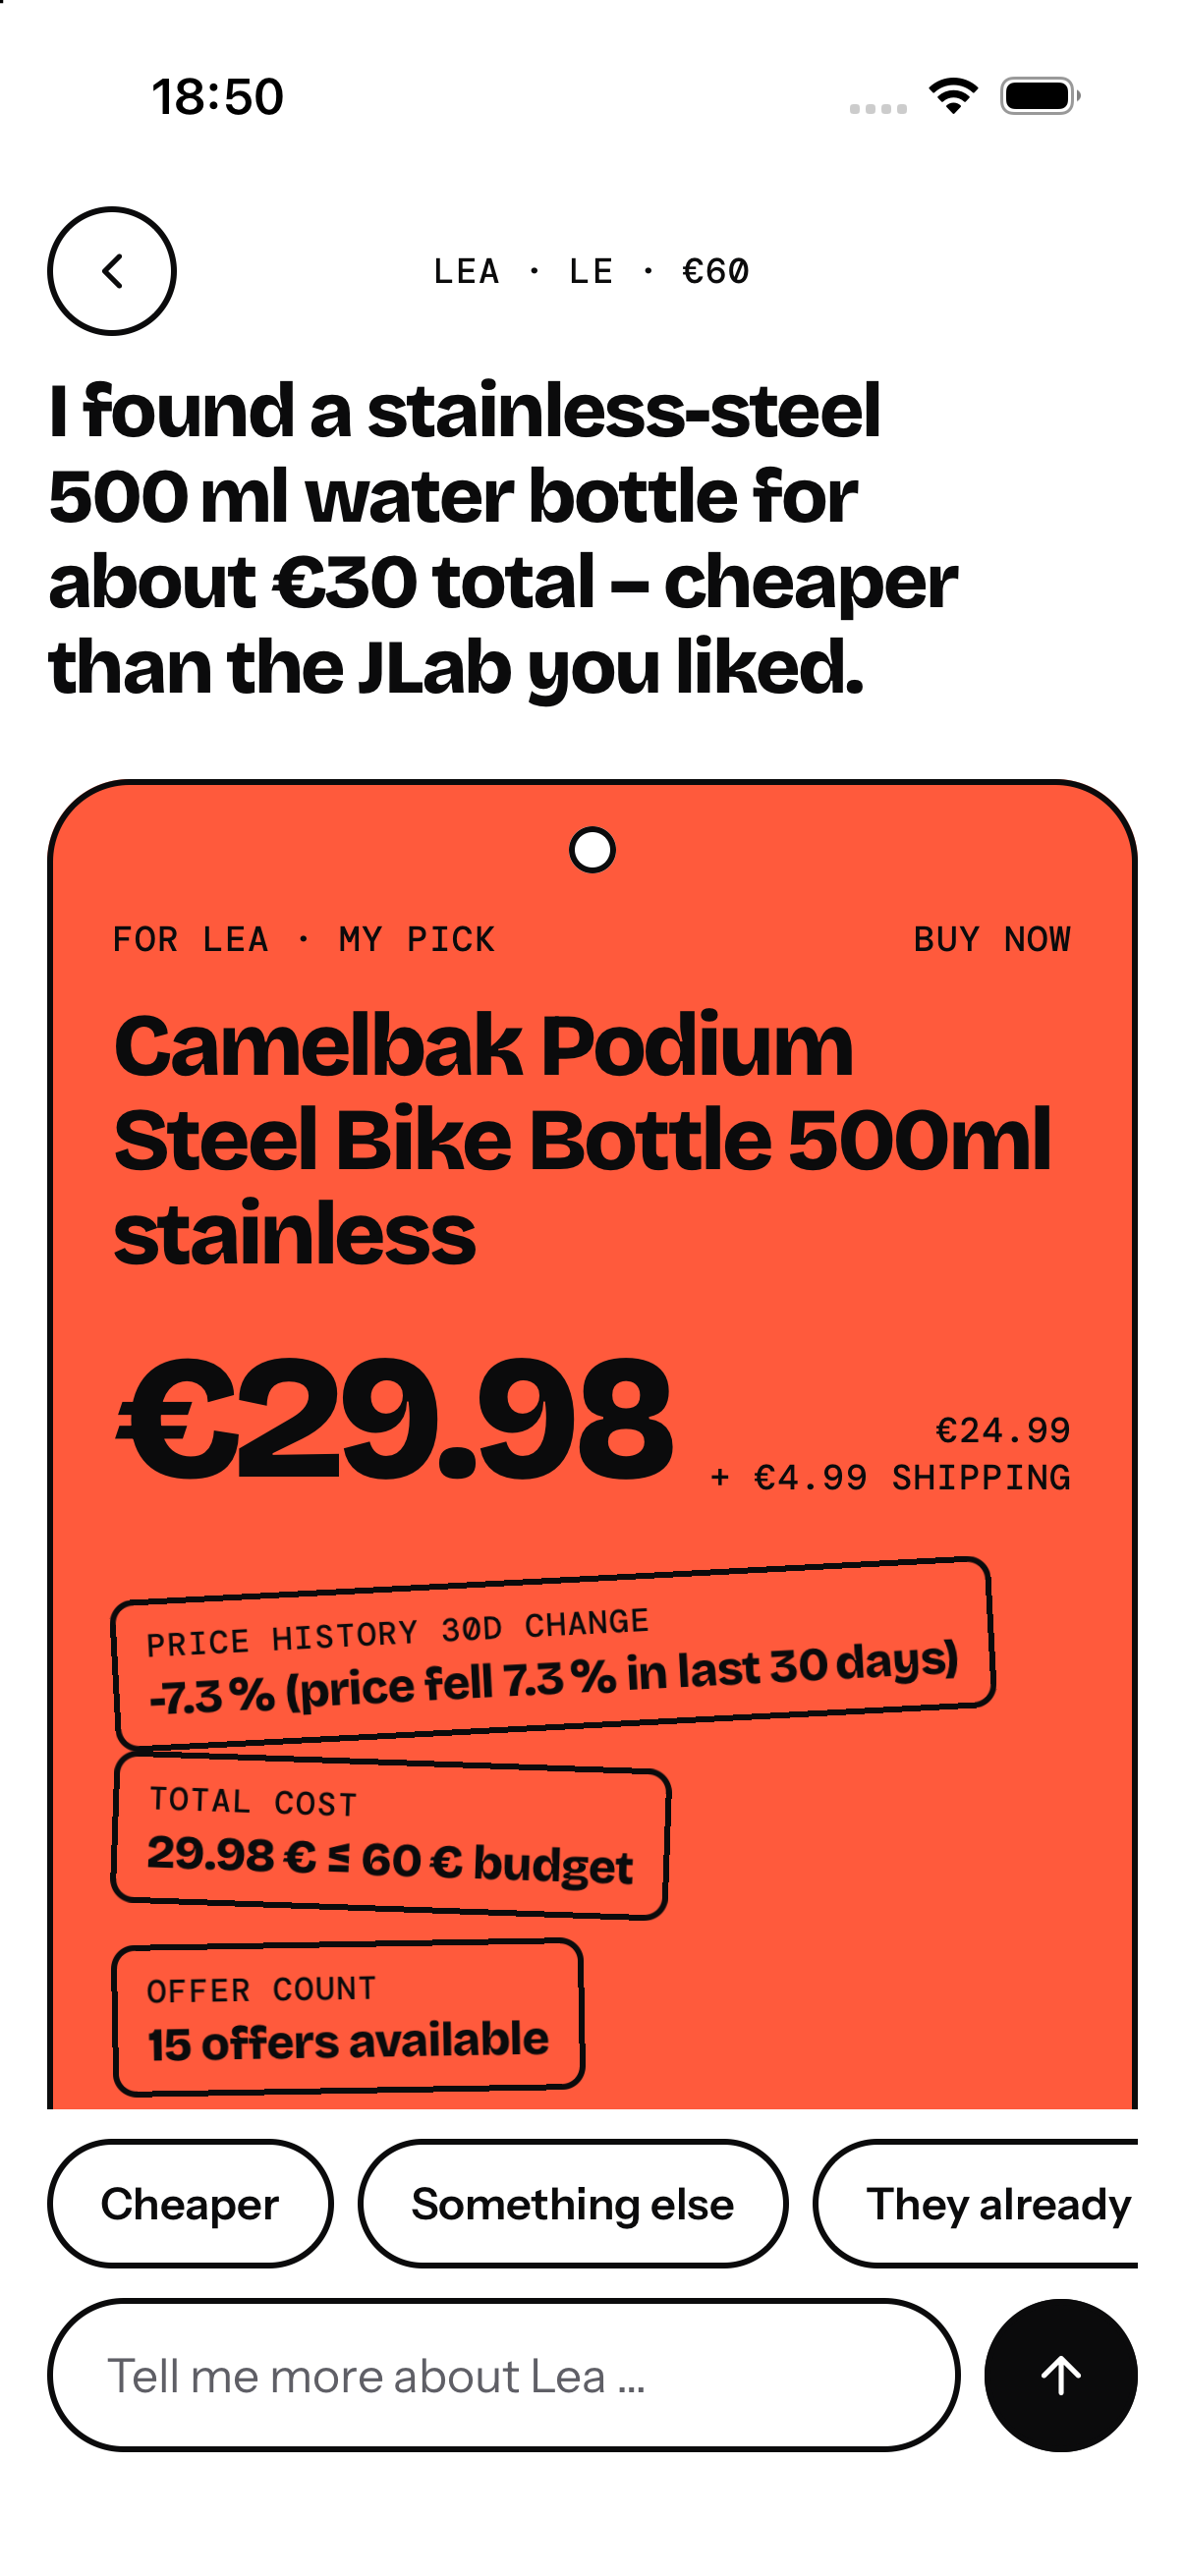 18:50
LEA · LE · €60
I found a stainless-steel
500 ml water bottle for
about €30 total – cheaper
than the JLab you liked.
FOR LEA · MY PICK
BUY NOW
Camelbak Podium
Steel Bike Bottle 500ml
stainless
€29.98
€24.99
+ €4.99 SHIPPING
PRICE HISTORY 30D CHANGE
-7.3 % (price fell 7.3 % in last 30 days)
TOTAL COST
29.98 € ≤ 60 € budget
OFFER COUNT
15 offers available
Cheaper
Something else
They already
Tell me more about Lea ...